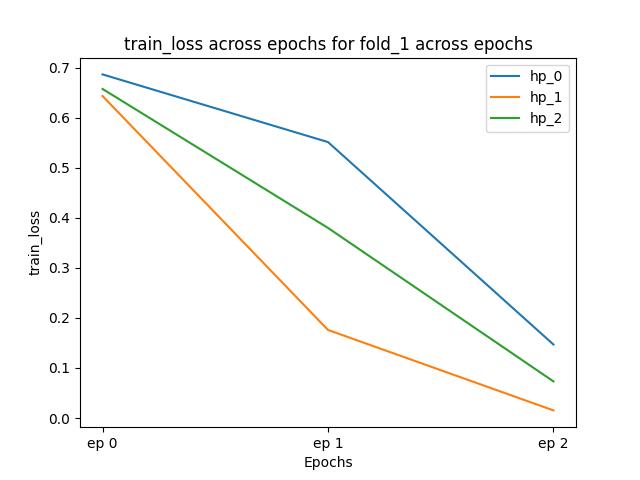 train_loss across epochs for fold_1 across epochs
hp_0
hp_1
hp_2
train_loss
0.7
0.6
0.5
0.4
0.3
0.2
0.1
0.0
ep 0
ep 1
ep 2
Epochs